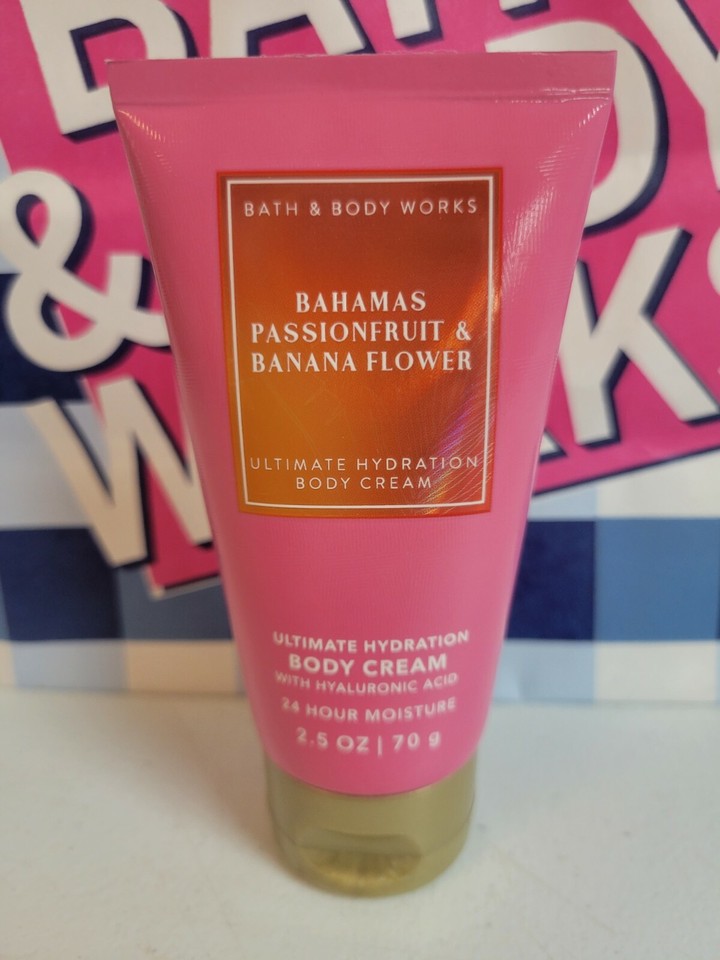 BATH & BODY WORKS
BAHAMAS
PASSIONFRUIT &
BANANA FLOWER
ULTIMATE HYDRATION
BODY CREAM
ULTIMATE HYDRATION
BODY CREAM
WITH HYALURONIC ACID
24 HOUR MOISTURE
2.5 OZ | 70 g
&